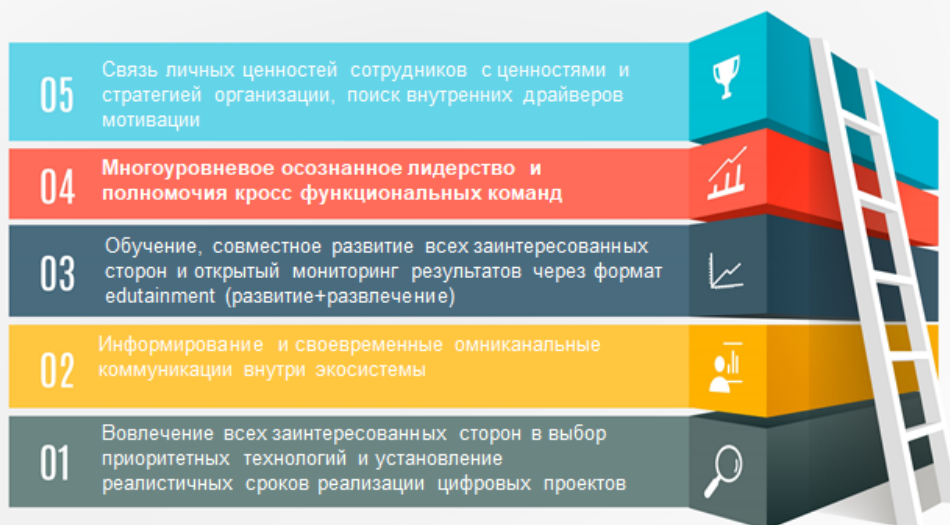 05
Связь личных ценностей сотрудников с ценностями и
стратегией организации, поиск внутренних драйверов
мотивации
04
Многоуровневое осознанное лидерство и
полномочия кросс функциональных команд
03
Обучение, совместное развитие всех заинтересованных
сторон и открытый мониторинг результатов через формат
edutainment (развитие+развлечение)
02
Информирование и своевременные омниканальные
коммуникации внутри экосистемы
01
Вовлечение всех заинтересованных сторон в выбор
приоритетных технологий и установление
реалистичных сроков реализации цифровых проектов